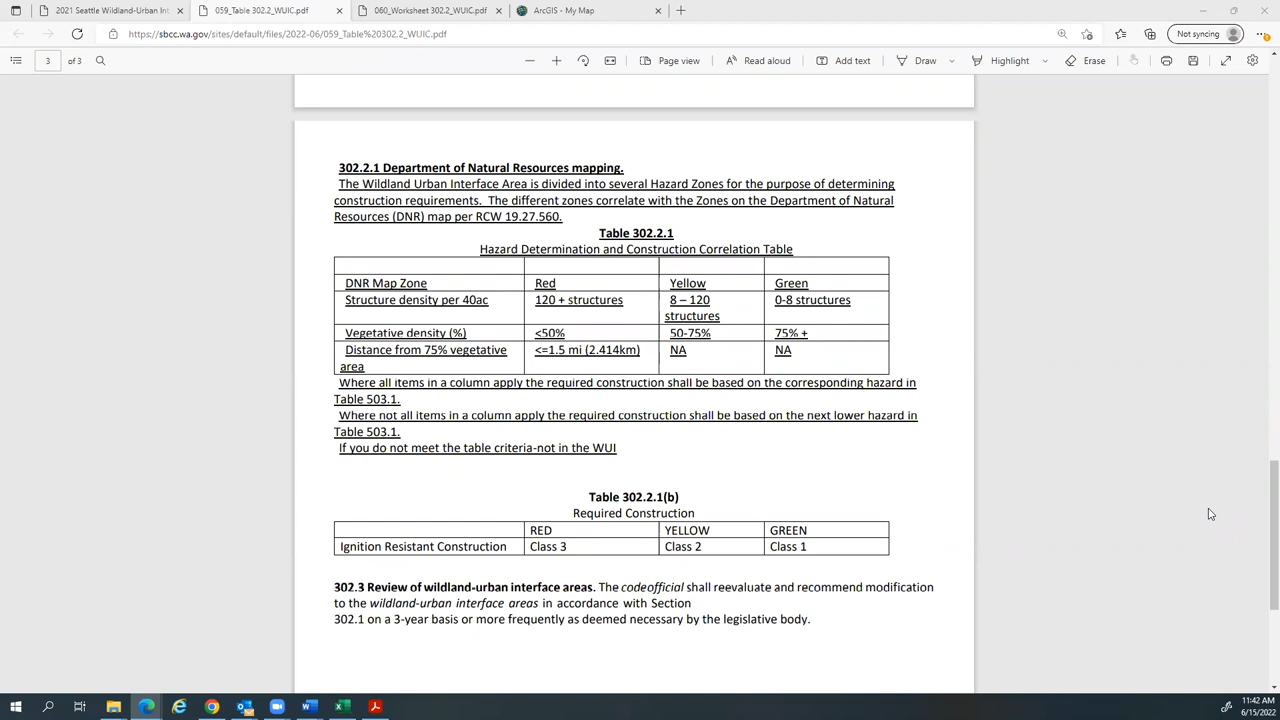 2021 Seattle Wildland-Urban Int
059_Table 302.2_WUIC.pdf
060_Worksheet 302.2_WUIC.pdf
ArcGIS - My Map
https://sbcc.wa.gov/sites/default/files/2022-06/059_Table%20302.2_WUIC.pdf
Not syncing
3 of 3
Page view
Read aloud
Add text
Draw
Highlight
Erase
302.2.1 Department of Natural Resources mapping.
The Wildland Urban Interface Area is divided into several Hazard Zones for the purpose of determining
construction requirements. The different zones correlate with the Zones on the Department of Natural
Resources (DNR) map per RCW 19.27.560.
Table 302.2.1
Hazard Determination and Construction Correlation Table
DNR Map Zone Red Yellow Green
Structure density per 40ac 120 + structures 8 – 120 0-8 structures
structures
Vegetative density (%) <50% 50-75% 75% +
Distance from 75% vegetative <=1.5 mi (2.414km) NA NA
area
Where all items in a column apply the required construction shall be based on the corresponding hazard in
Table 503.1.
Where not all items in a column apply the required construction shall be based on the next lower hazard in
Table 503.1.
If you do not meet the table criteria-not in the WUI
Table 302.2.1(b)
Required Construction
RED YELLOW GREEN
Ignition Resistant Construction Class 3 Class 2 Class 1
302.3 Review of wildland-urban interface areas. The codeofficial shall reevaluate and recommend modification
to the wildland-urban interface areas in accordance with Section
302.1 on a 3-year basis or more frequently as deemed necessary by the legislative body.
11:42 AM
6/15/2022